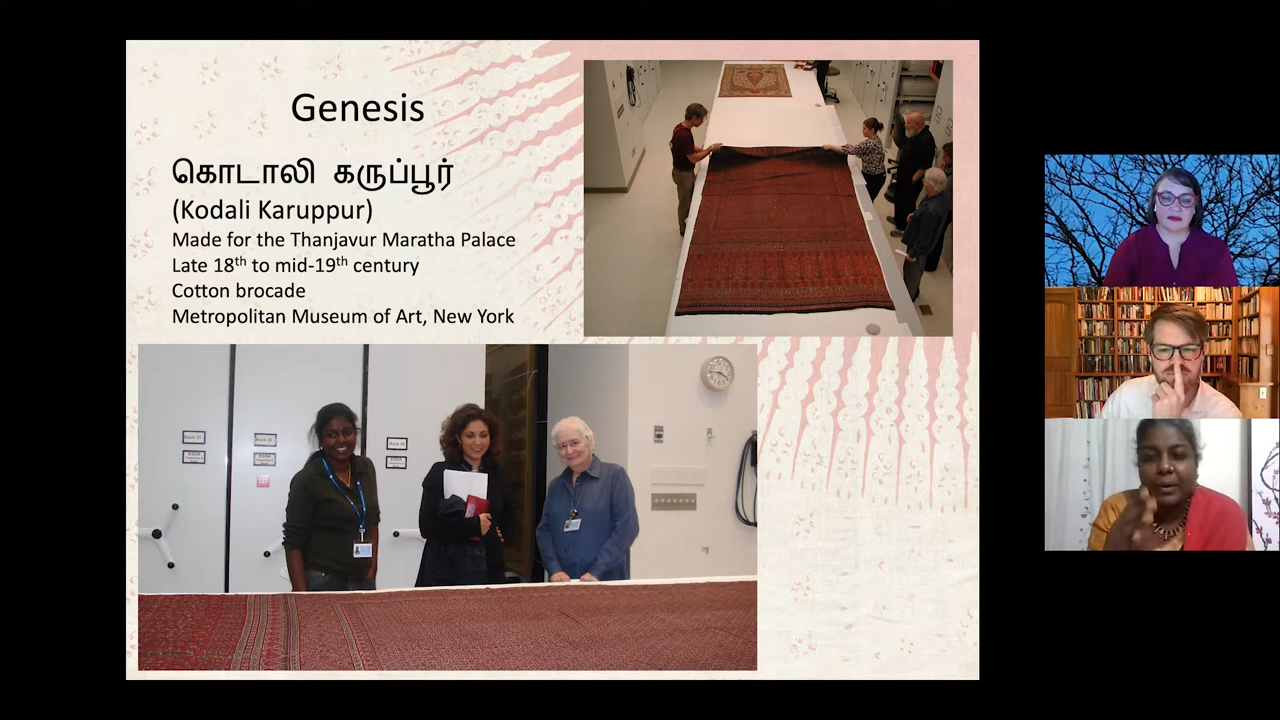 Genesis
கொடாலி கருப்பூர்
(Kodali Karuppur)
Made for the Thanjavur Maratha Palace
Late 18th to mid-19th century
Cotton brocade
Metropolitan Museum of Art, New York